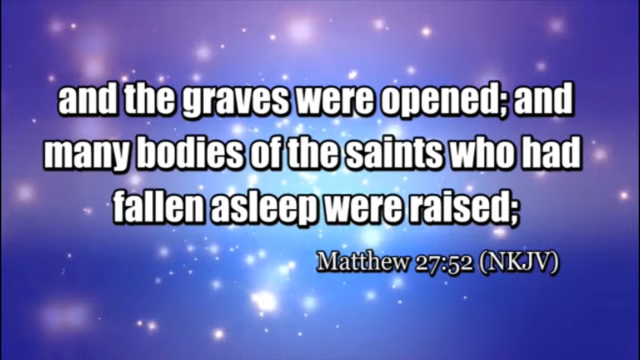 and the graves were opened; and
many bodies of the saints who had
fallen asleep were raised;
Matthew 27:52 (NKJV)